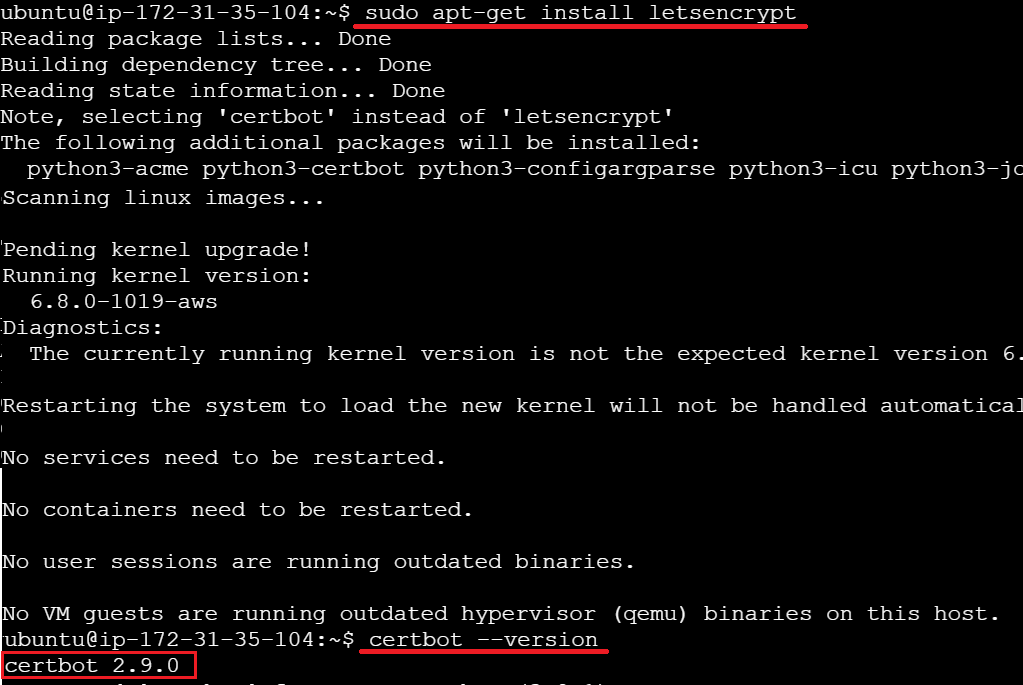 ubuntu@ip-172-31-35-104:~$ sudo apt-get install letsencrypt
Reading package lists... Done
Building dependency tree... Done
Reading state information... Done
Note, selecting 'certbot' instead of 'letsencrypt'
The following additional packages will be installed:
python3-acme python3-certbot python3-configargparse python3-icu python3-jo
Scanning linux images...
Pending kernel upgrade!
Running kernel version:
6.8.0-1019-aws
Diagnostics:
The currently running kernel version is not the expected kernel version 6.
Restarting the system to load the new kernel will not be handled automatical
No services need to be restarted.
No containers need to be restarted.
No user sessions are running outdated binaries.
No VM guests are running outdated hypervisor (qemu) binaries on this host.
ubuntu@ip-172-31-35-104:~$ certbot --version
certbot 2.9.0